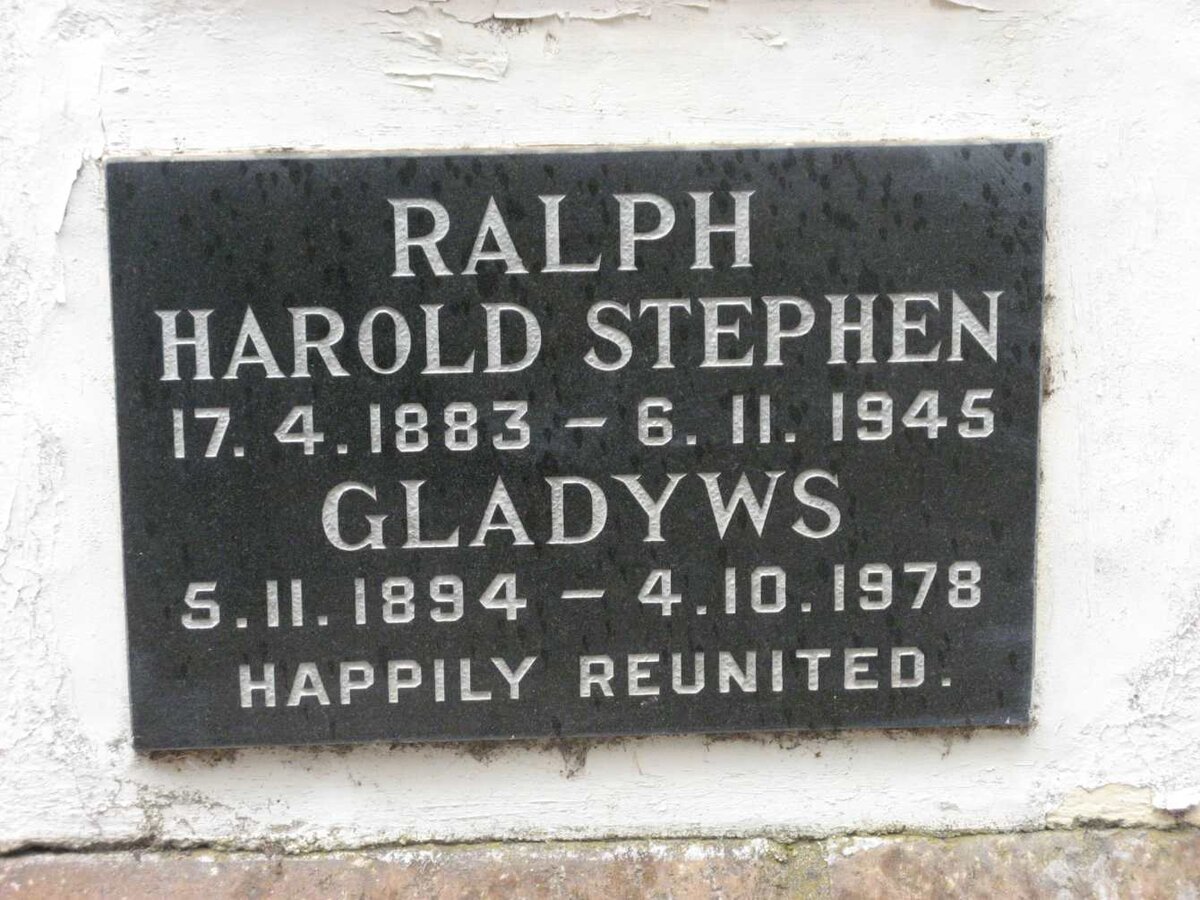 RALPH
HAROLD STEPHEN
17. 4. 1883 – 6. 11. 1945
GLADYWS
5. 11. 1894 – 4. 10. 1978
HAPPILY REUNITED.